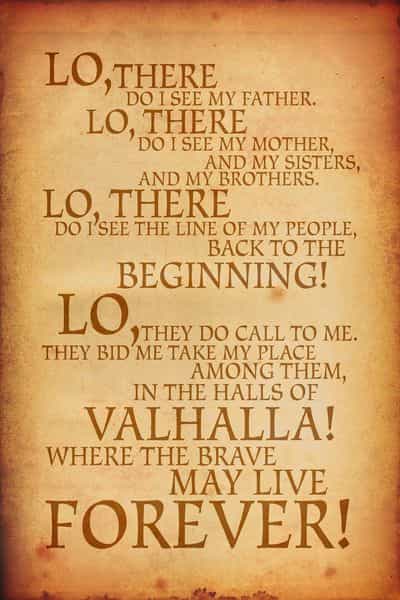 LO, THERE
DO I SEE MY FATHER.
LO, THERE
DO I SEE MY MOTHER,
AND MY SISTERS,
AND MY BROTHERS.
LO, THERE
DO I SEE THE LINE OF MY PEOPLE,
BACK TO THE
BEGINNING!
LO, THEY DO CALL TO ME.
THEY BID ME TAKE MY PLACE
AMONG THEM,
IN THE HALLS OF
VALHALLA!
WHERE THE BRAVE
MAY LIVE
FOREVER!